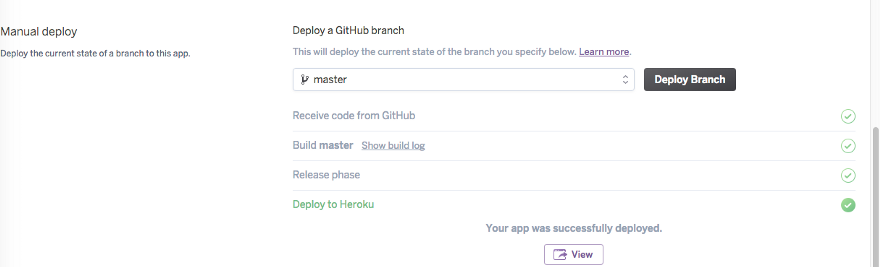 Manual deploy
Deploy the current state of a branch to this app.
Deploy a GitHub branch
This will deploy the current state of the branch you specify below. Learn more.
master
Deploy Branch
Receive code from GitHub
Build master Show build log
Release phase
Deploy to Heroku
Your app was successfully deployed.
View